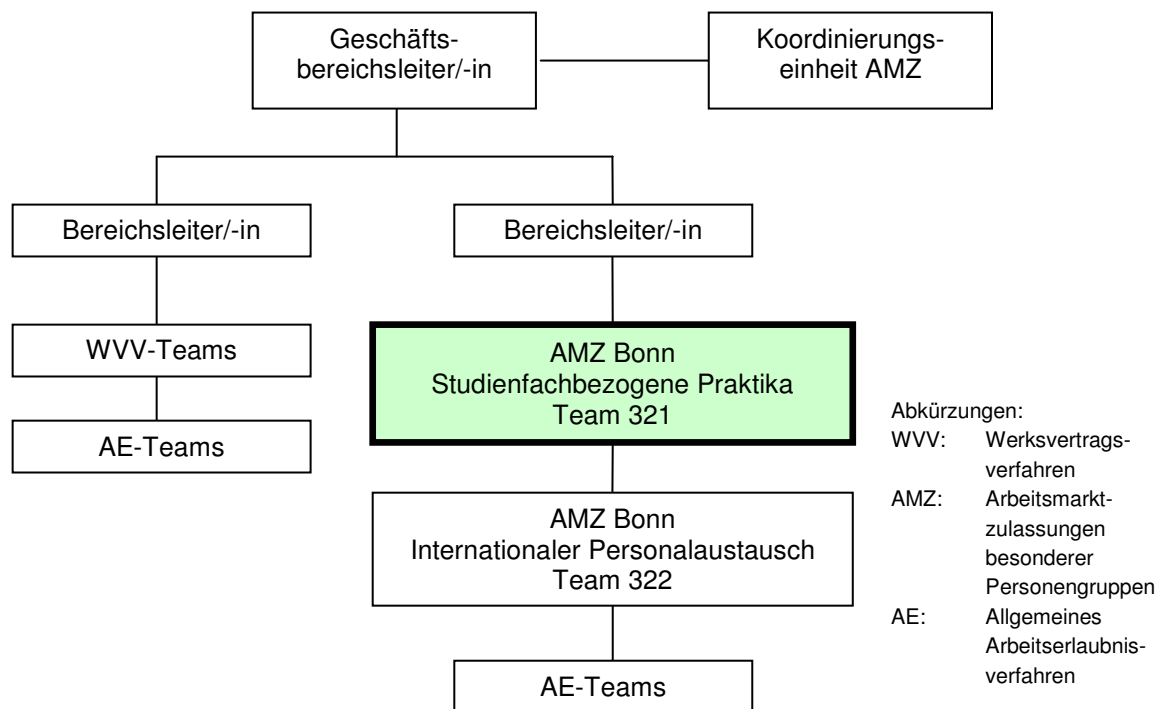 Geschäfts-
bereichsleiter/-in
Koordinierungs-
einheit AMZ
Bereichsleiter/-in
Bereichsleiter/-in
WVV-Teams
AE-Teams
AMZ Bonn
Studienfachbezogene Praktika
Team 321
AMZ Bonn
Internationaler Personalaustausch
Team 322
AE-Teams
Abkürzungen:
WVV: Werksvertrags-
verfahren
AMZ: Arbeitsmarkt-
zulassungen
besonderer
Personengruppen
AE: Allgemeines
Arbeitserlaubnis-
verfahren